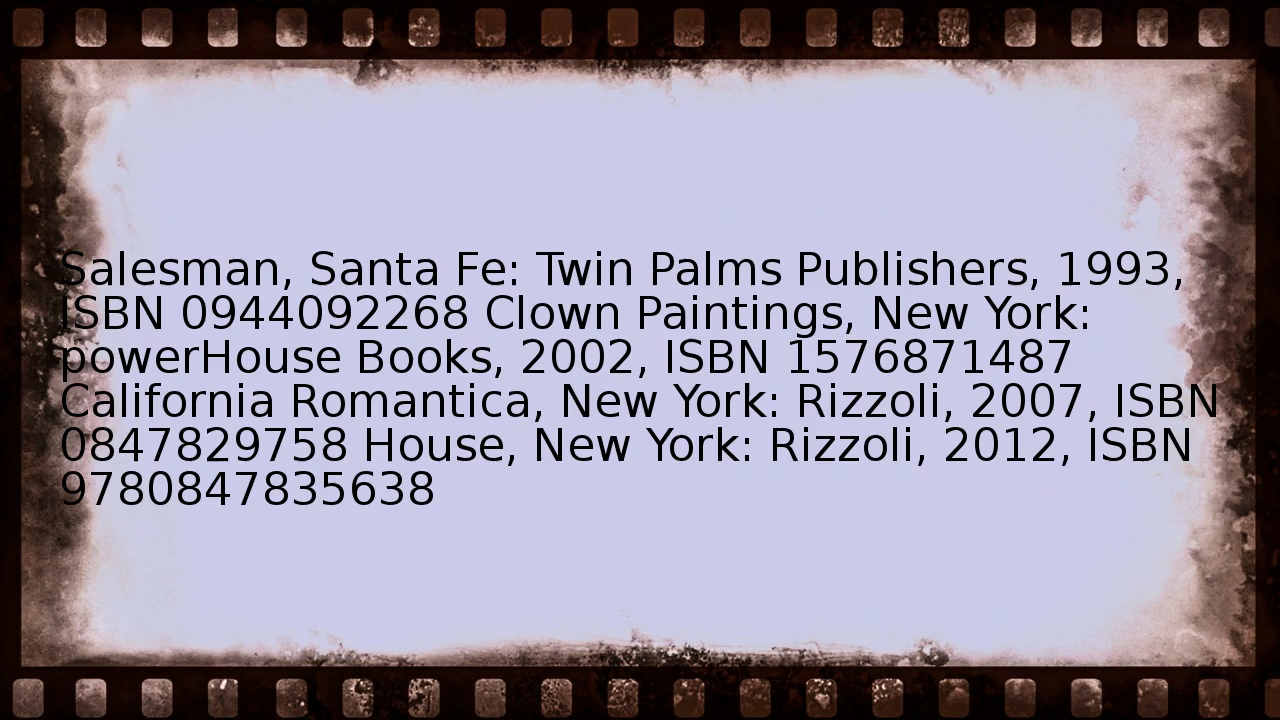 Salesman, Santa Fe: Twin Palms Publishers, 1993,
ISBN 0944092268 Clown Paintings, New York:
powerHouse Books, 2002, ISBN 1576871487
California Romantica, New York: Rizzoli, 2007, ISBN
0847829758 House, New York: Rizzoli, 2012, ISBN
9780847835638